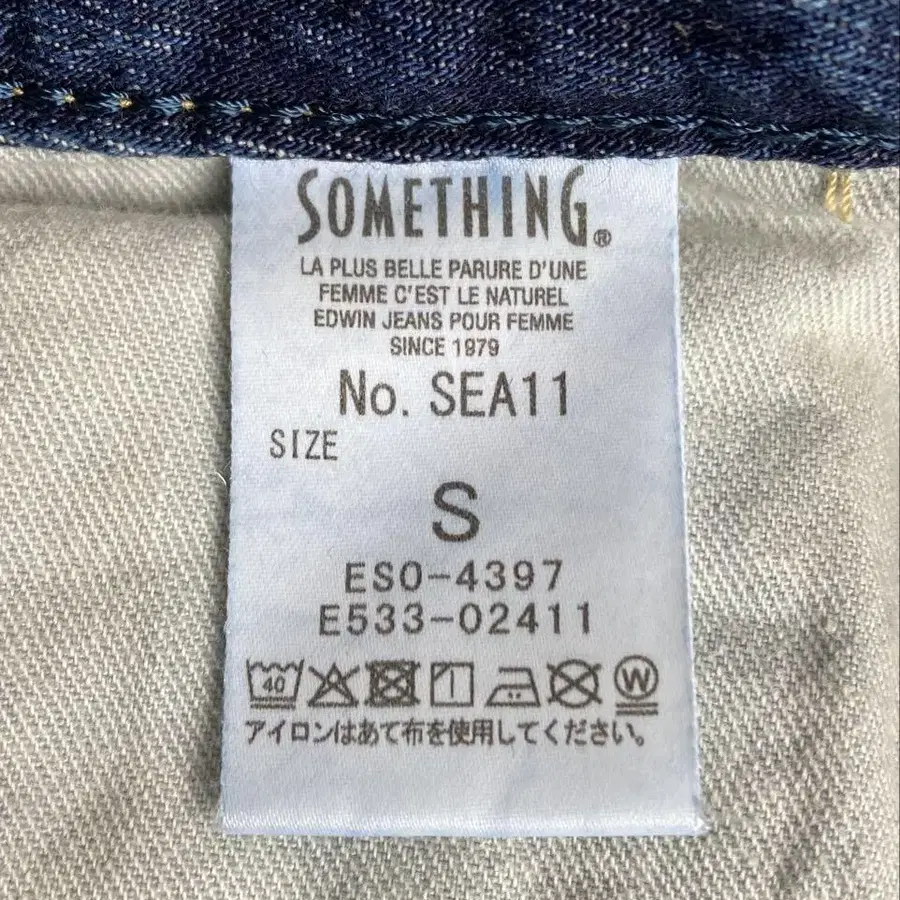 SOMETHING®
LA PLUS BELLE PARURE D'UNE
FEMME C'EST LE NATUREL
EDWIN JEANS POUR FEMME
SINCE 1979
No. SEA11
SIZE
S
ESO-4397
E533-02411
40 W
アイロンはあて布を使用してください。